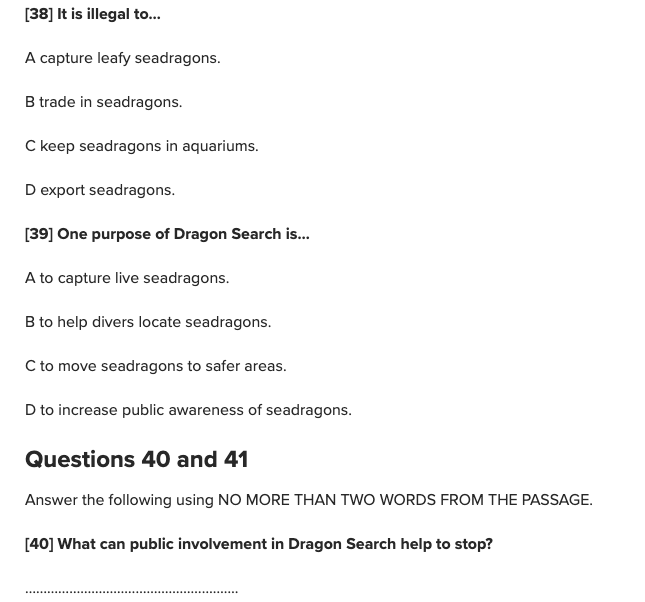 [38] It is illegal to...
A capture leafy seadragons.
B trade in seadragons.
C keep seadragons in aquariums.
D export seadragons.
[39] One purpose of Dragon Search is...
A to capture live seadragons.
B to help divers locate seadragons.
C to move seadragons to safer areas.
D to increase public awareness of seadragons.
Questions 40 and 41
Answer the following using NO MORE THAN TWO WORDS FROM THE PASSAGE.
[40] What can public involvement in Dragon Search help to stop?
..........................................................